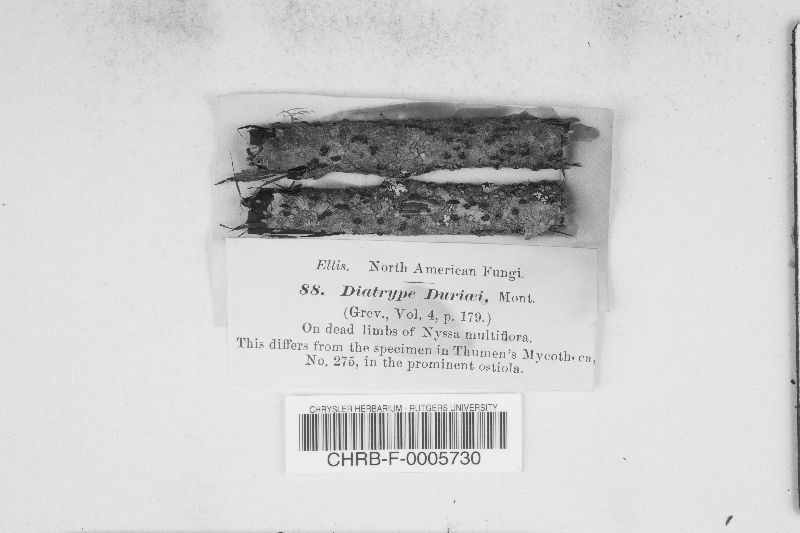 Ellis. North American Fungi.
88. Diatrype Duriæi, Mont.
(Grev., Vol. 4, p. 179.)
On dead limbs of Nyssa multiflora.
This differs from the specimen in Thumen's Mycoth ca,
No. 275, in the prominent ostiola.
CHRYSLER HERBARIUM - RUTGERS UNIVERSITY
CHRB-F-0005730